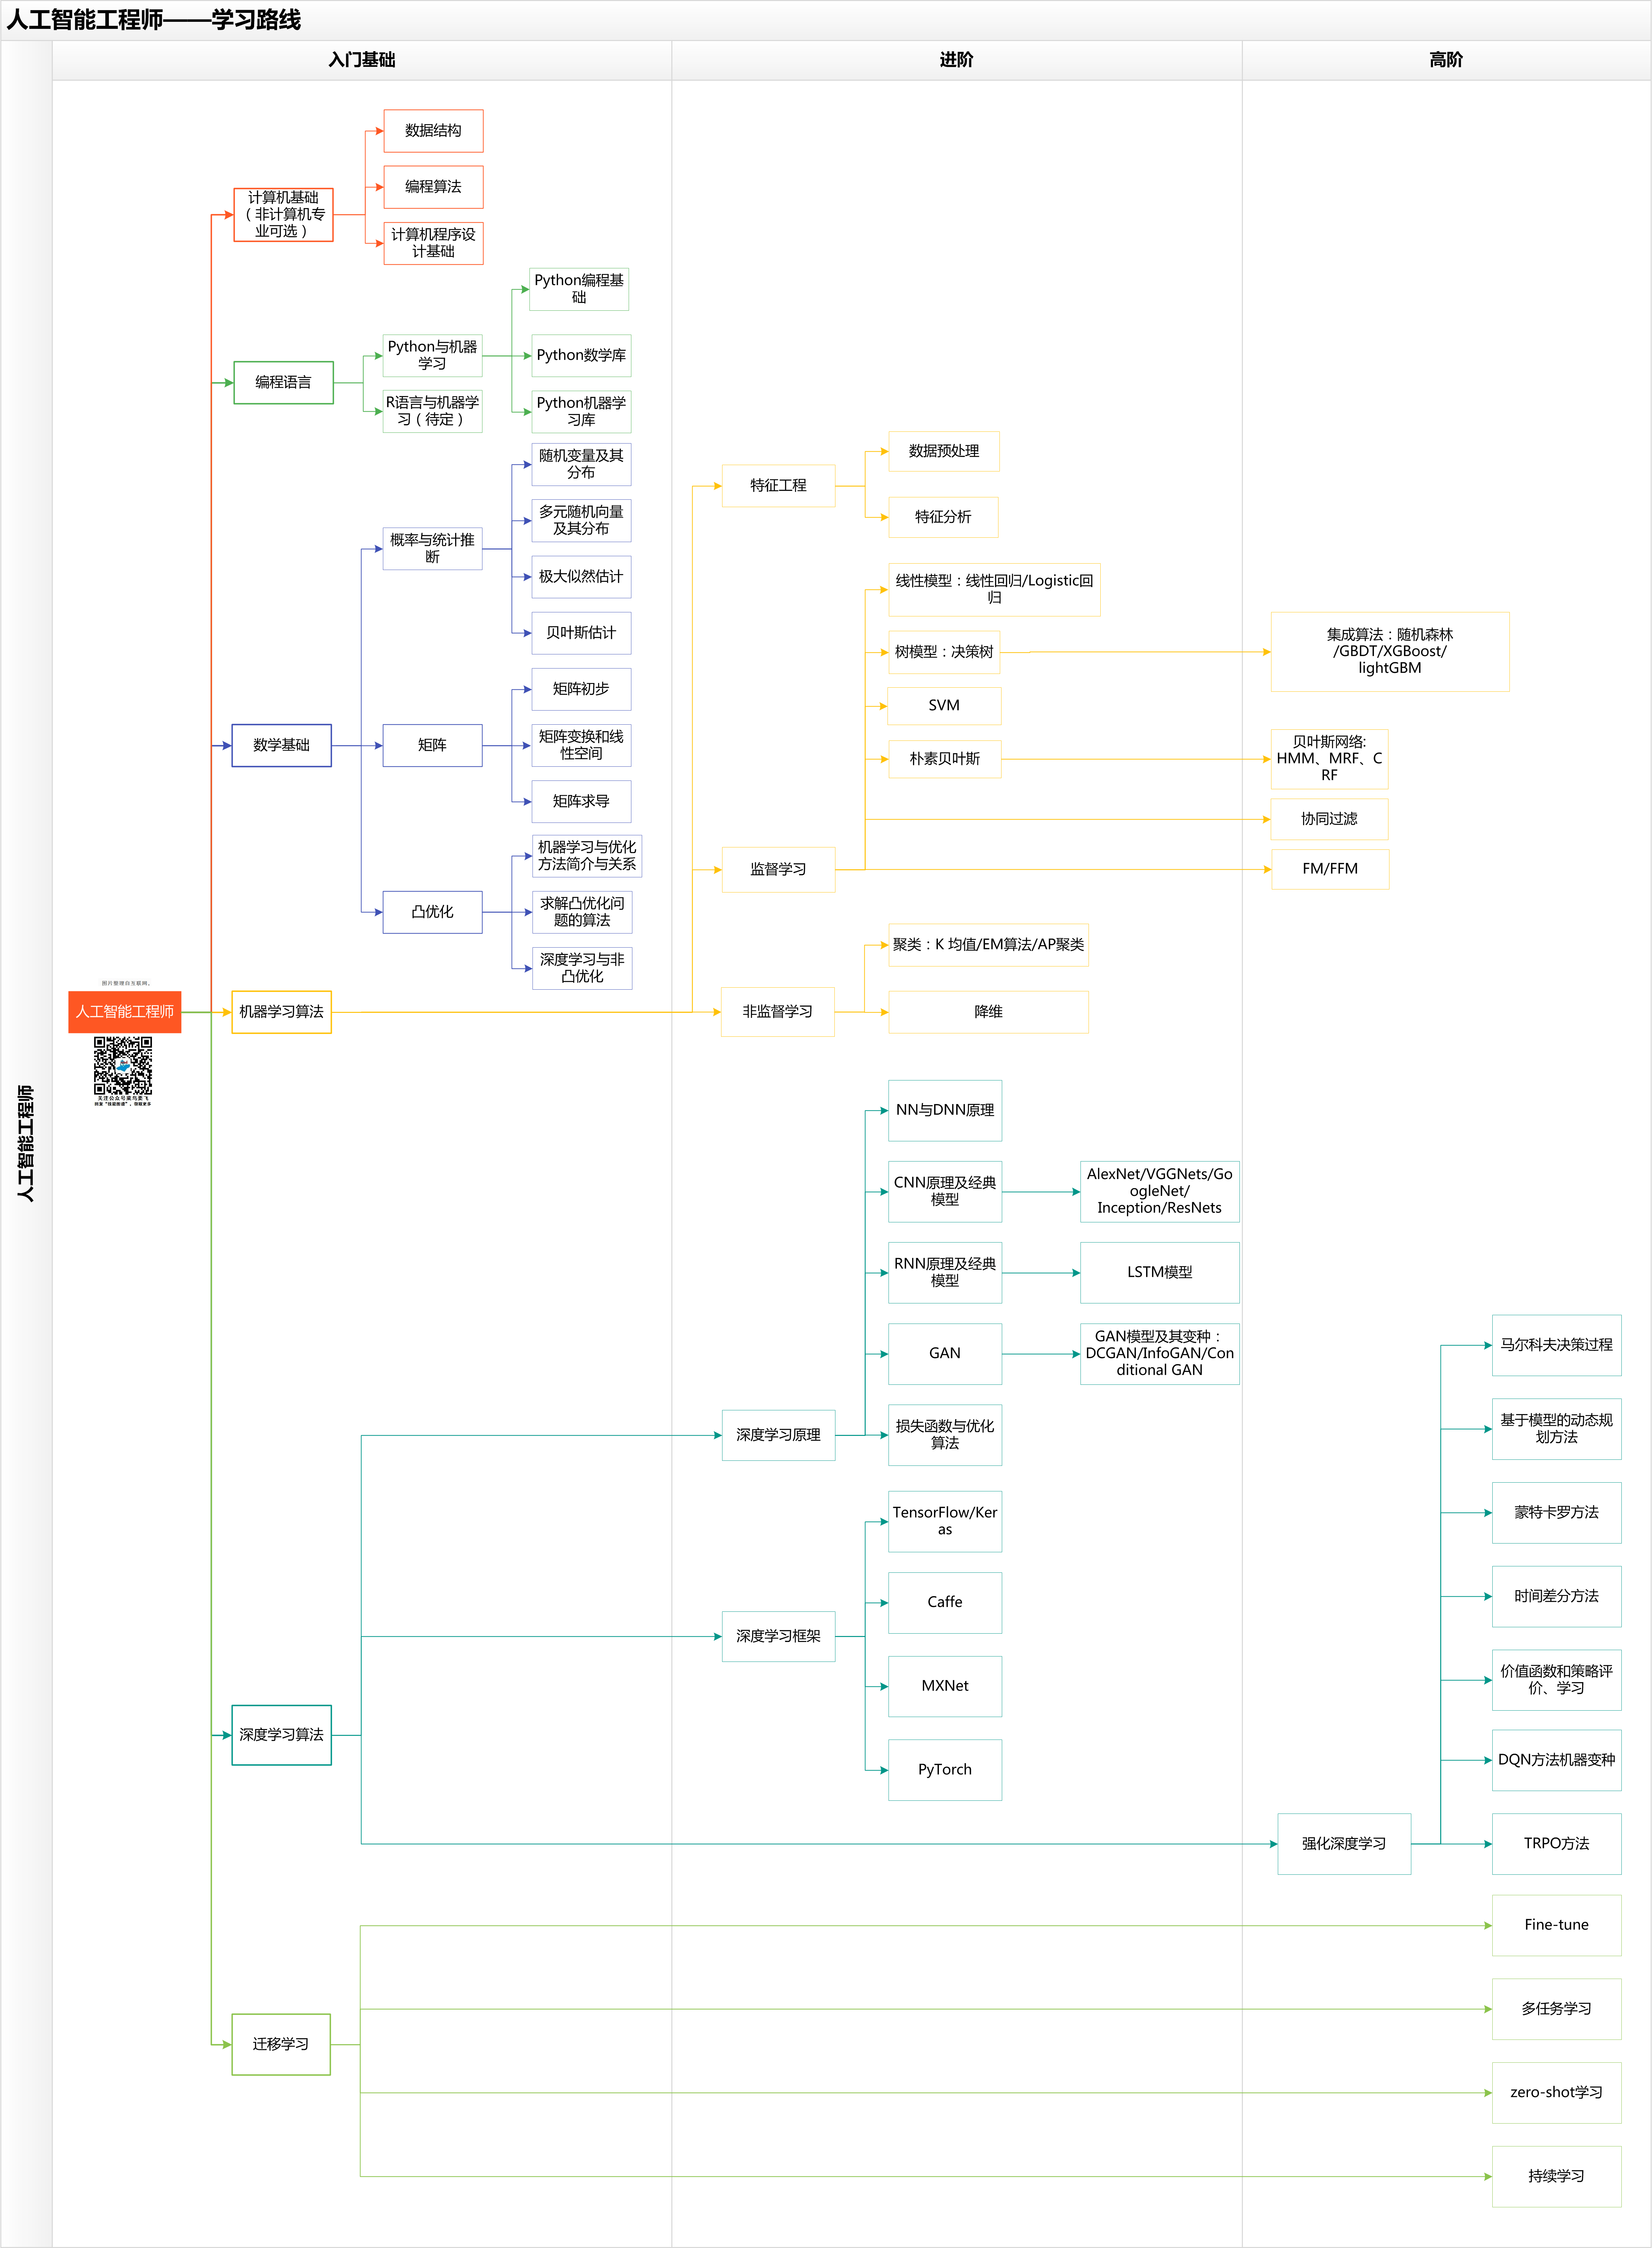 人工智能工程师——学习路线
入门基础
进阶
高阶
人工智能工程师
图片整理自互联网。
人工智能工程师
关注公众号菜鸟要飞
计算机基础
（非计算机专
业可选）
数据结构
编程算法
计算机程序设
计基础
编程语言
Python与机器
学习
R语言与机器学
习（待定）
Python编程基
础
Python数学库
Python机器学
习库
数学基础
概率与统计推
断
随机变量及其
分布
多元随机向量
及其分布
极大似然估计
贝叶斯估计
矩阵
矩阵初步
矩阵变换和线
性空间
矩阵求导
凸优化
机器学习与优化
方法简介与关系
求解凸优化问
题的算法
深度学习与非
凸优化
机器学习算法
特征工程
数据预处理
特征分析
监督学习
线性模型：线性回归/Logistic回
归
树模型：决策树
集成算法：随机森林
/GBDT/XGBoost/
lightGBM
SVM
朴素贝叶斯
贝叶斯网络:
HMM、MRF、C
RF
协同过滤
FM/FFM
非监督学习
聚类：K 均值/EM算法/AP聚类
降维
深度学习算法
深度学习原理
NN与DNN原理
CNN原理及经典
模型
AlexNet/VGGNets/Go
ogleNet/
Inception/ResNets
RNN原理及经典
模型
LSTM模型
GAN
GAN模型及其变种：
DCGAN/InfoGAN/Con
ditional GAN
损失函数与优化
算法
深度学习框架
TensorFlow/Ker
as
Caffe
MXNet
PyTorch
强化深度学习
马尔科夫决策过程
基于模型的动态规
划方法
蒙特卡罗方法
时间差分方法
价值函数和策略评
价、学习
DQN方法机器变种
TRPO方法
迁移学习
Fine-tune
多任务学习
zero-shot学习
持续学习